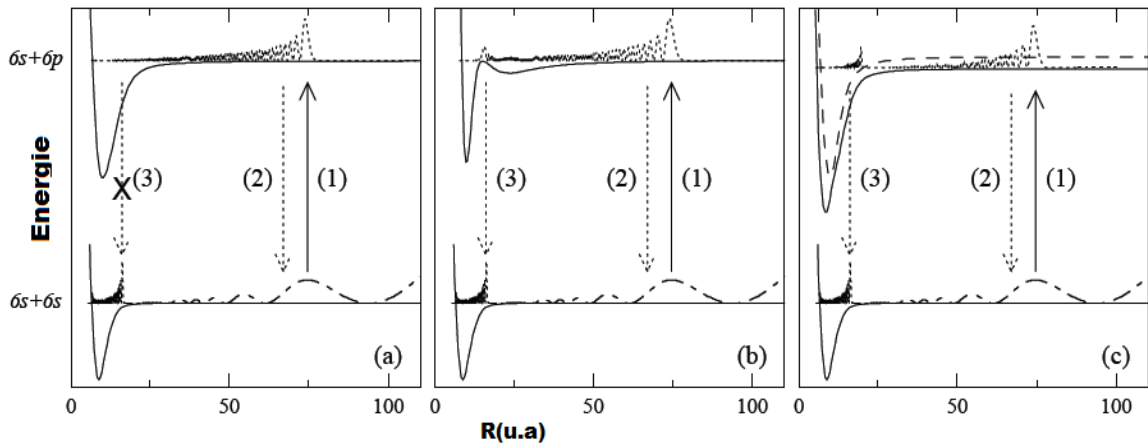 6s+6p
(3)
(2)
(1)
(3)
(2)
(1)
(3)
(2)
(1)
Energie
6s+6s
(a)
(b)
(c)
0
50
100
0
50
100
0
50
100
R(u.a)